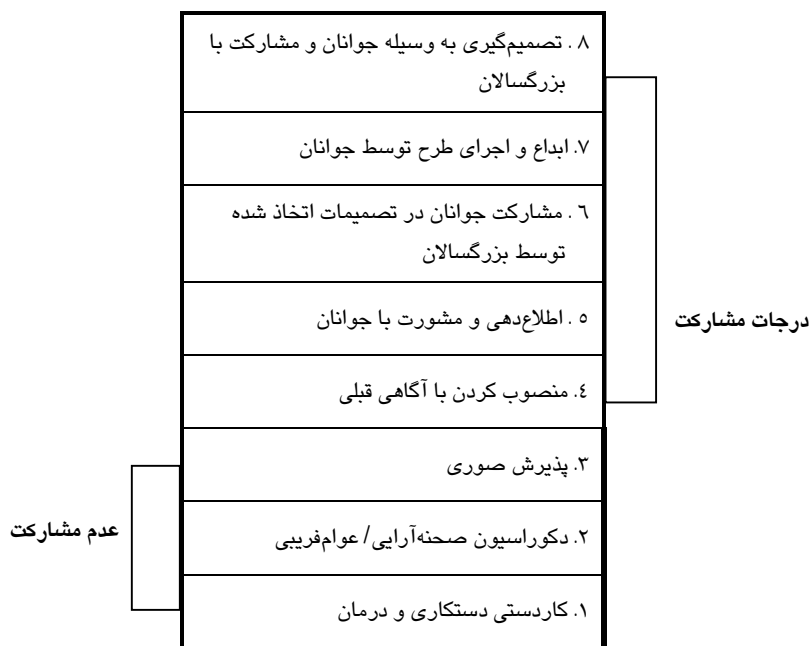 ۸. تصمیم‌گیری به وسیله جوانان و مشارکت با
بزرگسالان
۷. ابداع و اجرای طرح توسط جوانان
۶. مشارکت جوانان در تصمیمات اتخاذ شده
توسط بزرگسالان
۵. اطلاع‌دهی و مشورت با جوانان
درجات مشارکت
۴. منصوب کردن با آگاهی قبلی
۳. پذیرش صوری
۲. دکوراسیون صحنه‌آرایی/ عوام‌فریبی
عدم مشارکت
۱. کاردستی دستکاری و درمان